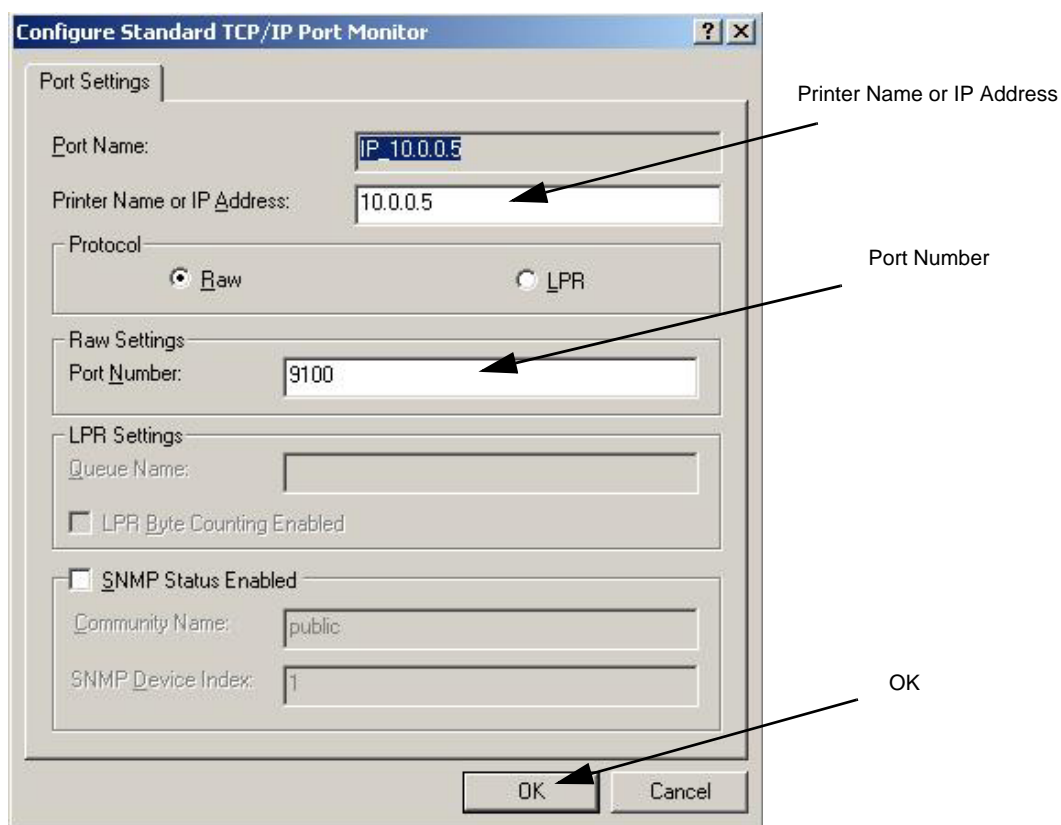 Configure Standard TCP/IP Port Monitor
Port Settings
Printer Name or IP Address
Port Name: IP_10.0.0.5
Printer Name or IP Address: 10.0.0.5
Protocol
Raw LPR
Port Number
Raw Settings
Port Number: 9100
LPR Settings
Queue Name:
LPR Byte Counting Enabled
SNMP Status Enabled
Community Name: public
SNMP Device Index: 1
OK
OK Cancel